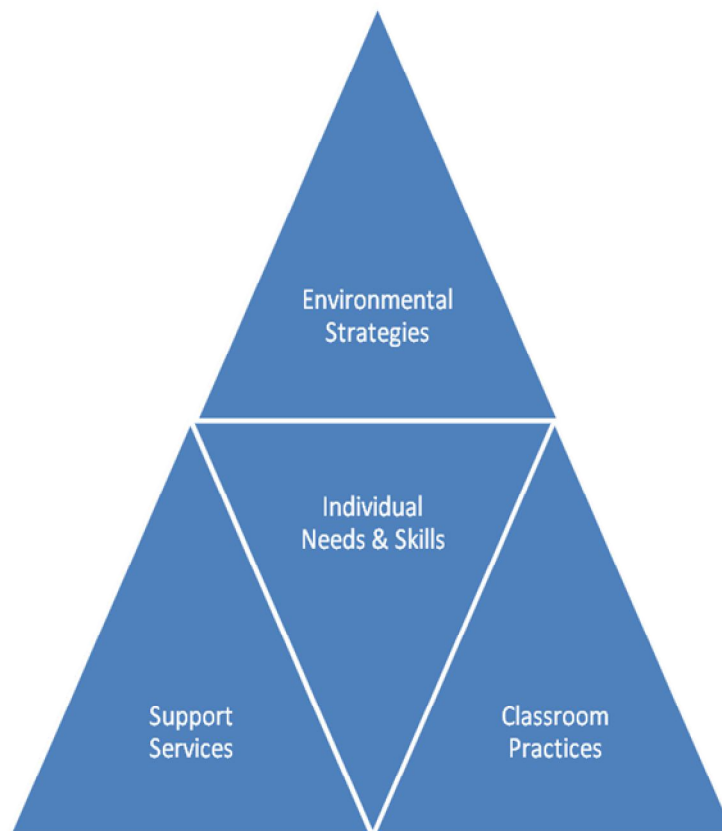 Environmental
Strategies
Individual
Needs & Skills
Support
Services
Classroom
Practices